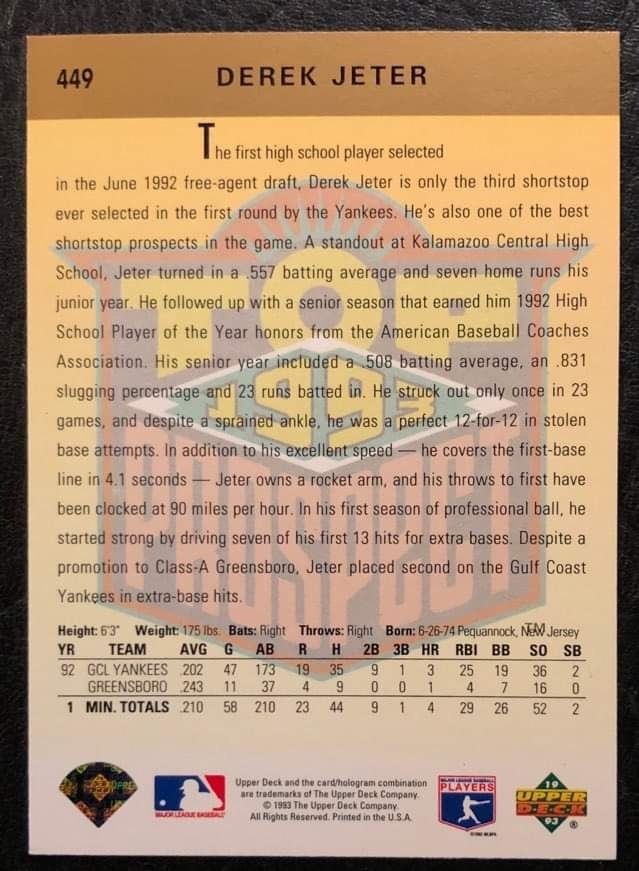 449 DEREK JETER
The first high school player selected
in the June 1992 free-agent draft, Derek Jeter is only the third shortstop
ever selected in the first round by the Yankees. He's also one of the best
shortstop prospects in the game. A standout at Kalamazoo Central High
School, Jeter turned in a .557 batting average and seven home runs his
junior year. He followed up with a senior season that earned him 1992 High
School Player of the Year honors from the American Baseball Coaches
Association. His senior year included a .508 batting average, an .831
slugging percentage and 23 runs batted in. He struck out only once in 23
games, and despite a sprained ankle, he was a perfect 12-for-12 in stolen
base attempts. In addition to his excellent speed — he covers the first-base
line in 4.1 seconds — Jeter owns a rocket arm, and his throws to first have
been clocked at 90 miles per hour. In his first season of professional ball, he
started strong by driving seven of his first 13 hits for extra bases. Despite a
promotion to Class-A Greensboro, Jeter placed second on the Gulf Coast
Yankees in extra-base hits.
TOP
1993
PROSPECT
TM
Height: 6'3" Weight: 175 lbs. Bats: Right Throws: Right Born: 6-26-74 Pequannock, New Jersey
YR TEAM AVG G AB R H 2B 3B HR RBI BB SO SB
92 GCL YANKEES .202 47 173 19 35 9 1 3 25 19 36 2
GREENSBORO .243 11 37 4 9 0 0 1 4 7 16 0
1 MIN. TOTALS .210 58 210 23 44 9 1 4 29 26 52 2
Upper Deck and the card/hologram combination
are trademarks of The Upper Deck Company.
© 1993 The Upper Deck Company.
All Rights Reserved. Printed in the U.S.A.
MAJOR LEAGUE BASEBALL
MAJOR LEAGUE BASEBALL
PLAYERS
19
UPPER
DECK
93 ®